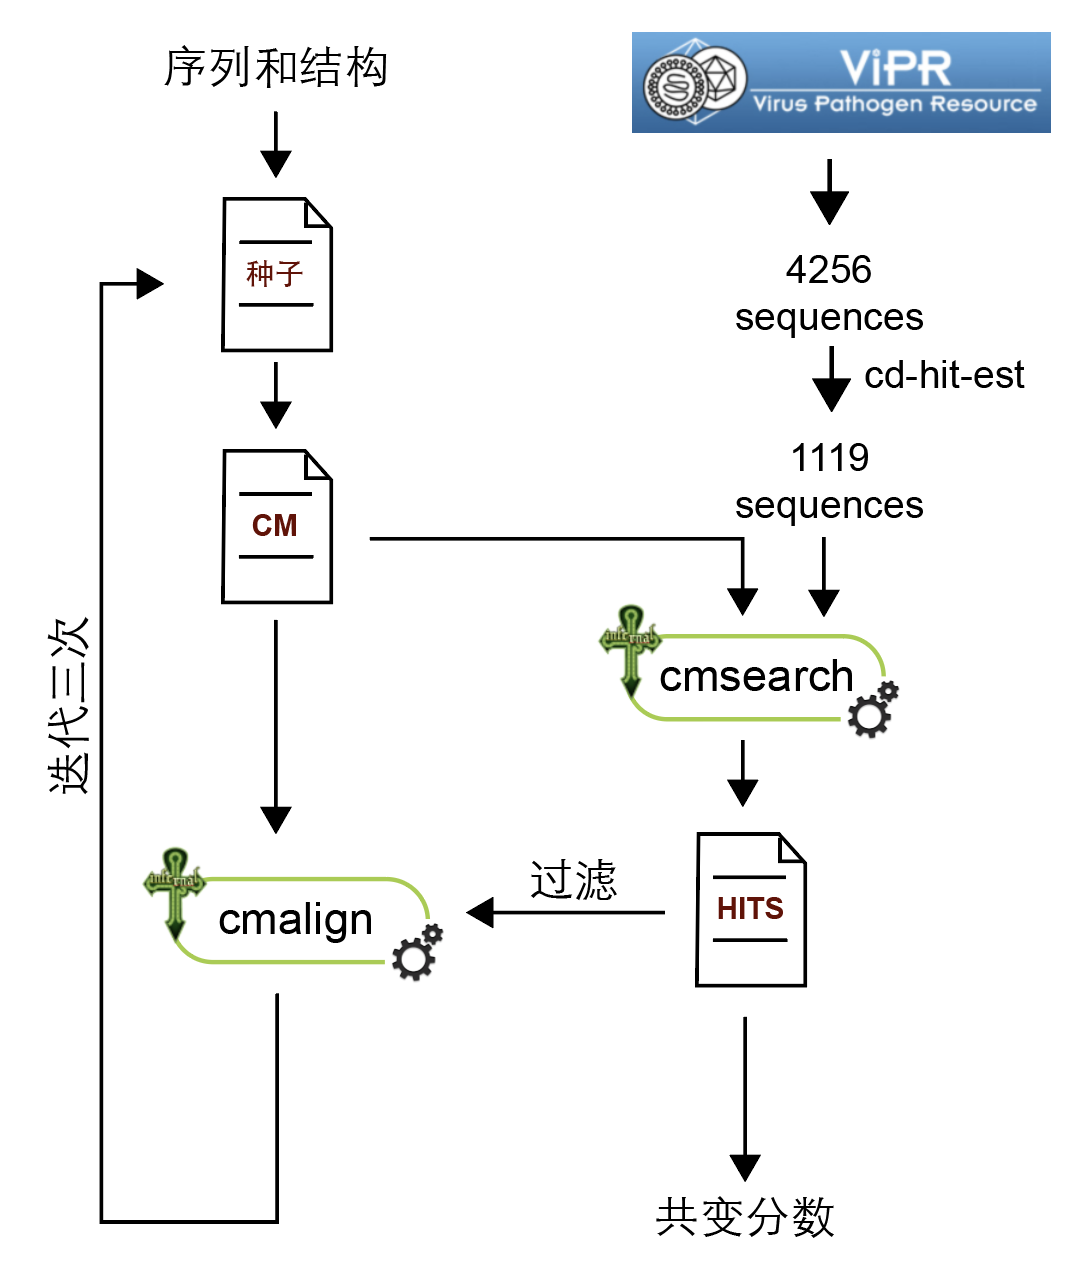 序列和结构
ViPR
Virus Pathogen Resource
种子
4256
sequences
cd-hit-est
1119
sequences
CM
迭代三次
infernal
cmsearch
HITS
过滤
infernal
cmalign
共变分数